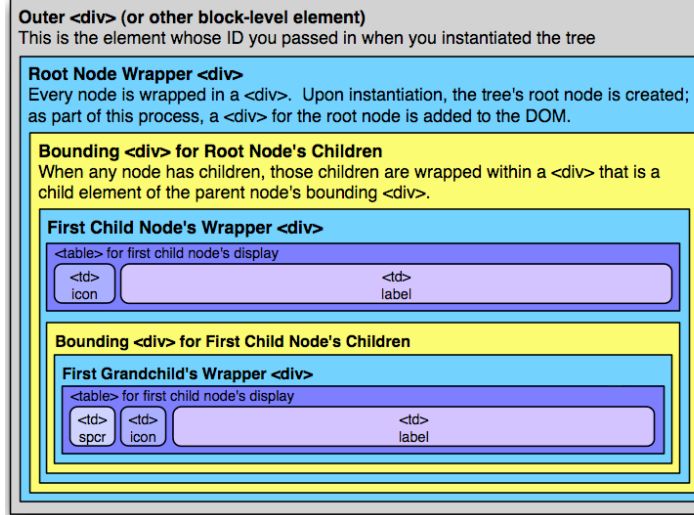 Outer <div> (or other block-level element)
This is the element whose ID you passed in when you instantiated the tree
Root Node Wrapper <div>
Every node is wrapped in a <div>.  Upon instantiation, the tree's root node is created;
as part of this process, a <div> for the root node is added to the DOM.
Bounding <div> for Root Node's Children
When any node has children, those children are wrapped within a <div> that is a
child element of the parent node's bounding <div>.
First Child Node's Wrapper <div>
<table> for first child node's display
<td> <td>
icon label
Bounding <div> for First Child Node's Children
First Grandchild's Wrapper <div>
<table> for first child node's display
<td> <td> <td>
spcr icon label